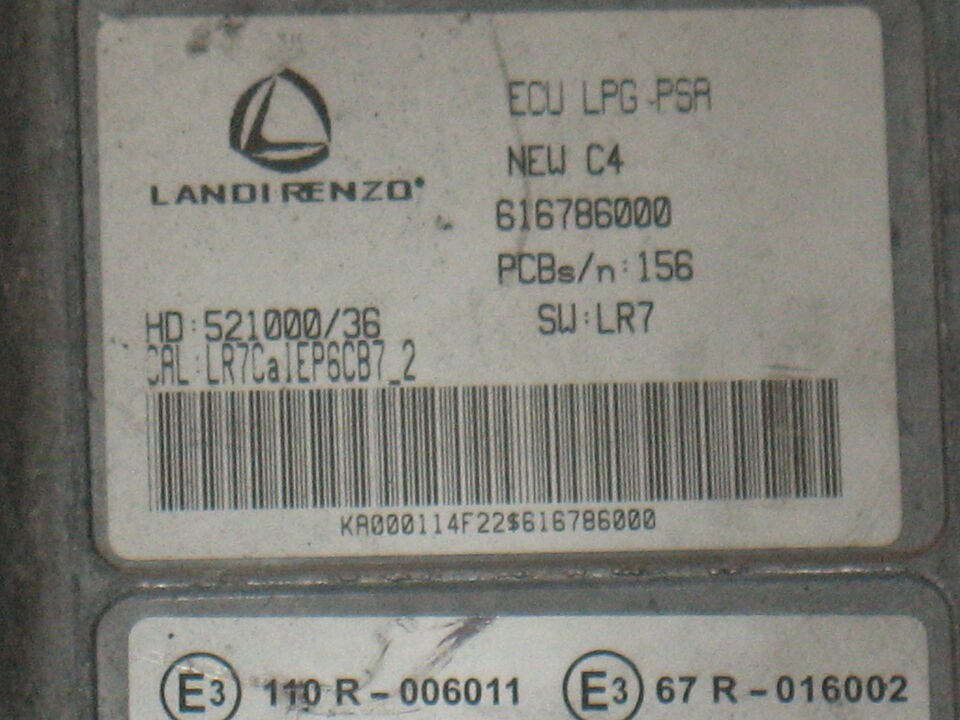 LANDI RENZO®
ECU LPG PSA
NEW C4
616786000
PCBs/n:156
SW:LR7
HD:521000/36
CAL:LR7CalEP6CB7_2
KA000114F22$616786000
E3 110 R-006011 E3 67 R-016002